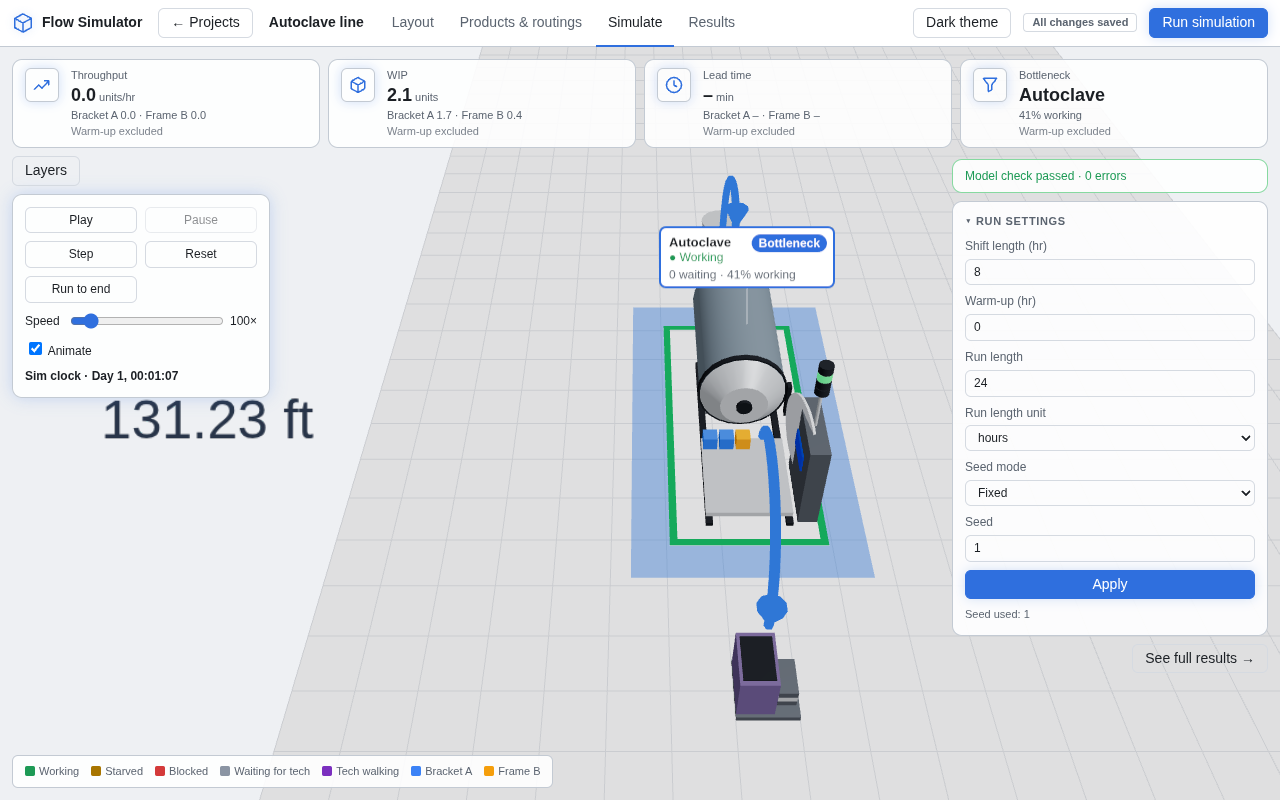 Flow Simulator
← Projects
Autoclave line
Layout
Products & routings
Simulate
Results
Dark theme
All changes saved
Run simulation
Throughput
0.0 units/hr
Bracket A 0.0 · Frame B 0.0
Warm-up excluded
WIP
2.1 units
Bracket A 1.7 · Frame B 0.4
Warm-up excluded
Lead time
– min
Bracket A – · Frame B –
Warm-up excluded
Bottleneck
Autoclave
41% working
Warm-up excluded
Layers
Play
Pause
Step
Reset
Run to end
Speed
100×
Animate
Sim clock · Day 1, 00:01:07
131.23 ft
Autoclave
Bottleneck
● Working
0 waiting · 41% working
Model check passed · 0 errors
▾ RUN SETTINGS
Shift length (hr)
8
Warm-up (hr)
0
Run length
24
Run length unit
hours
Seed mode
Fixed
Seed
1
Apply
Seed used: 1
See full results →
Working
Starved
Blocked
Waiting for tech
Tech walking
Bracket A
Frame B